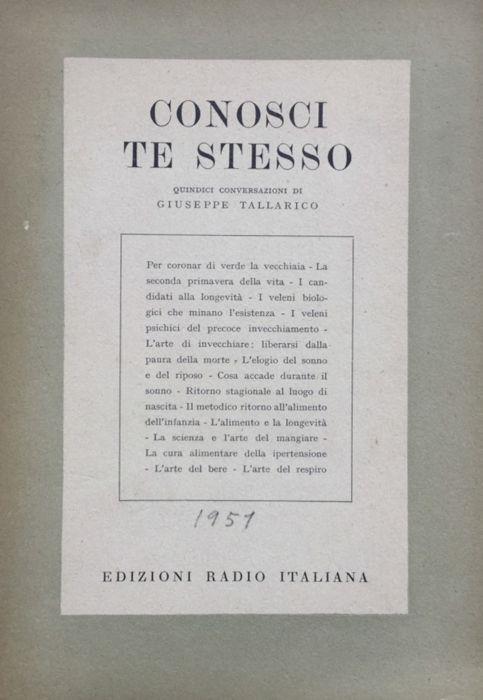 CONOSCI
TE STESSO
QUINDICI CONVERSAZIONI DI
GIUSEPPE TALLARICO
Per coronar di verde la vecchiaia - La
seconda primavera della vita - I can-
didati alla longevità - I veleni biolo-
gici che minano l'esistenza - I veleni
psichici del precoce invecchiamento -
L'arte di invecchiare: liberarsi dalla
paura della morte - L'elogio del sonno
e del riposo - Cosa accade durante il
sonno - Ritorno stagionale al luogo di
nascita - Il metodico ritorno all'alimento
dell'infanzia - L'alimento e la longevità
- La scienza e l'arte del mangiare -
La cura alimentare della ipertensione
- L'arte del bere - L'arte del respiro
1951
EDIZIONI RADIO ITALIANA